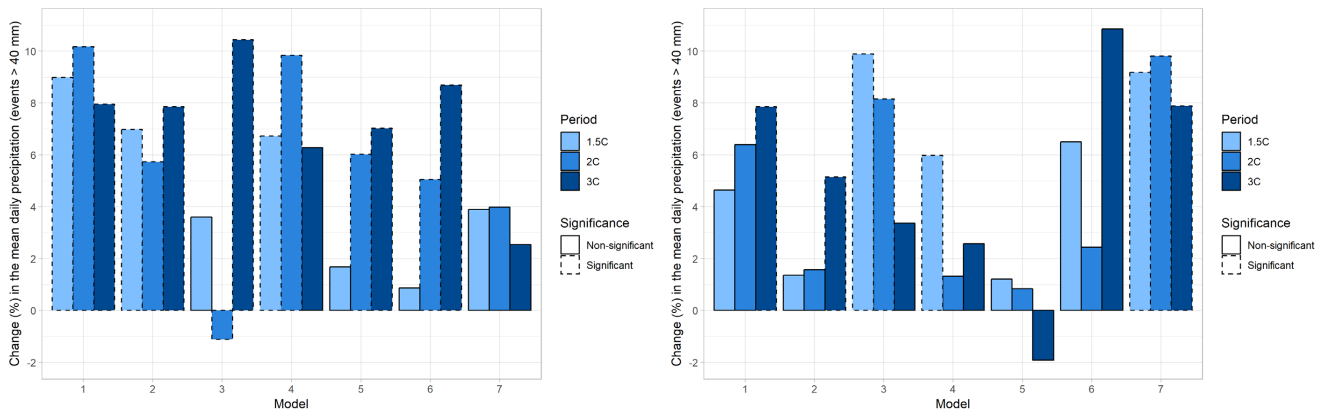 Change (%) in the mean daily precipitation (events > 40 mm)
10
8
6
4
2
0
-2
1 2 3 4 5 6 7
Model
Period
1.5C
2C
3C
Significance
Non-significant
Significant
Change (%) in the mean daily precipitation (events > 40 mm)
10
8
6
4
2
0
-2
1 2 3 4 5 6 7
Model
Period
1.5C
2C
3C
Significance
Non-significant
Significant